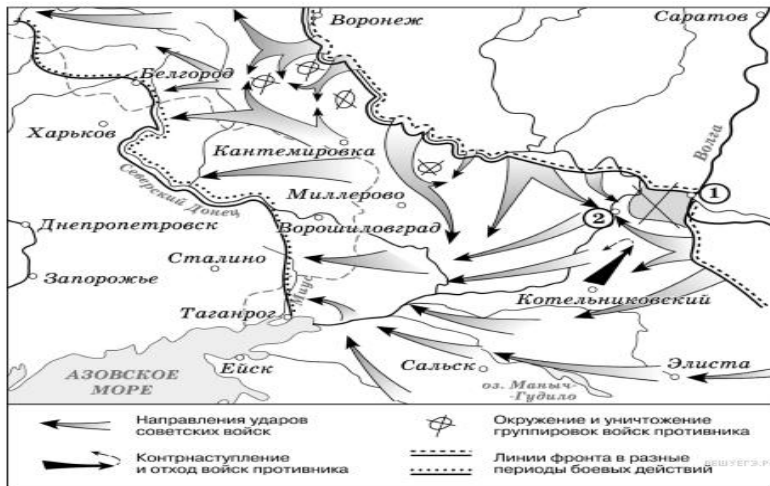 Воронеж
Саратов
Белгород
Волга
Харьков
Кантемировка
Северский Донец
Миллерово
1
2
Днепропетровск
Ворошиловград
Сталино
Запорожье
Миус
Котельниковский
Таганрог
Ейск
Сальск
Элиста
АЗОВСКОЕ
МОРЕ
оз. Маныч-
-Гудило
Направления ударов
советских войск
Окружение и уничтожение
группировок войск противника
Контрнаступление
и отход войск противника
Линии фронта в разные
периоды боевых действий